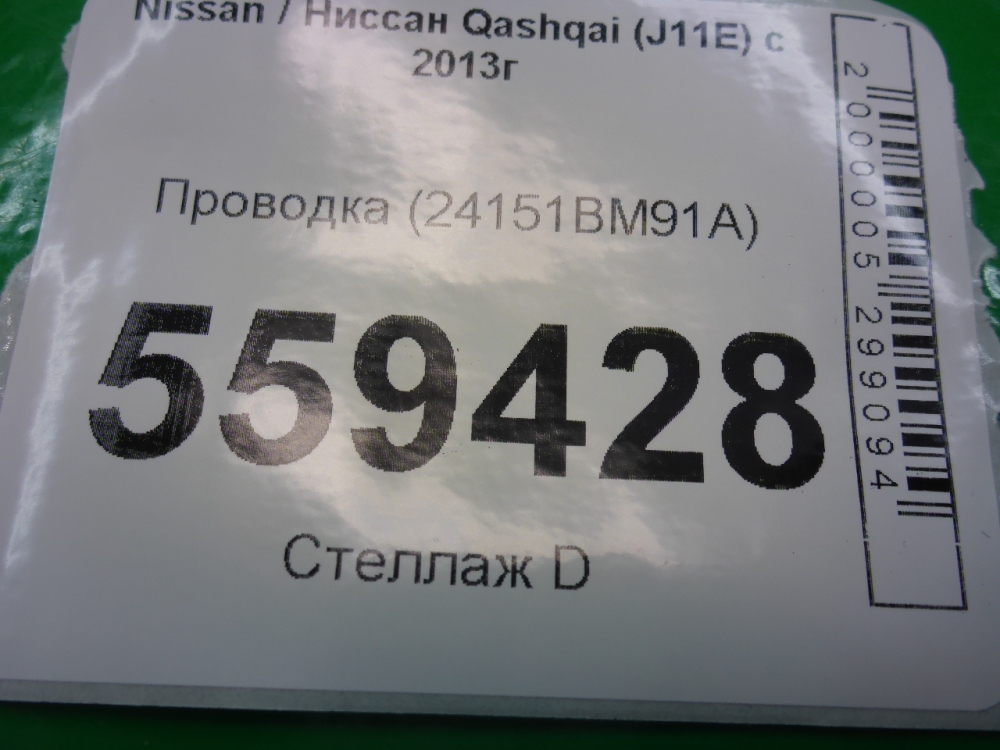 Nissan / Ниссан Qashqai (J11E) с
2013г
Проводка (24151BM91A)
559428
Стеллаж D
2000005299094